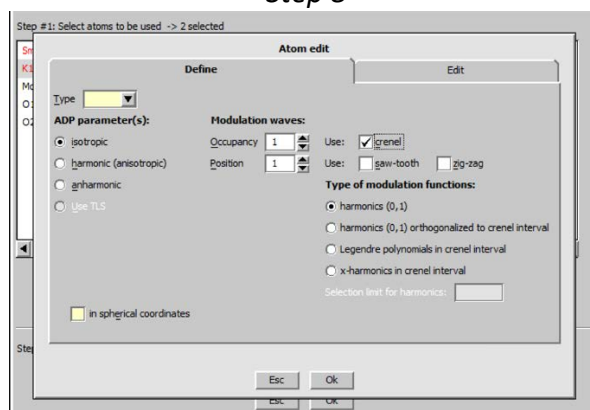 Step #1: Select atoms to be used -> 2 selected
Atom edit
Define Edit
Type
ADP parameter(s): Modulation waves:
isotropic Occupancy 1 Use: crenel
harmonic (anisotropic) Position 1 Use: saw-tooth zig-zag
anharmonic Type of modulation functions:
Use TLS harmonics (0,1)
harmonics (0,1) orthogonalized to crenel interval
Legendre polynomials in crenel interval
x-harmonics in crenel interval
Selection limit for harmonics:
in spherical coordinates
Esc Ok